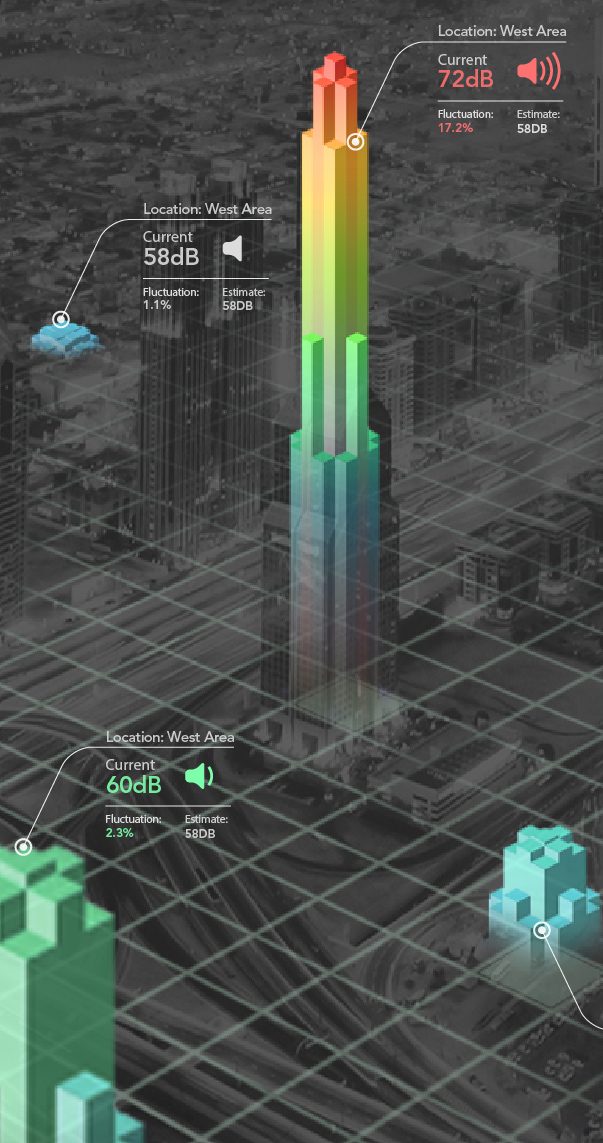 Location: West Area
Current
72dB
Fluctuation: Estimate:
17.2% 58DB
Location: West Area
Current
58dB
Fluctuation: Estimate:
1.1% 58DB
Location: West Area
Current
60dB
Fluctuation: Estimate:
2.3% 58DB